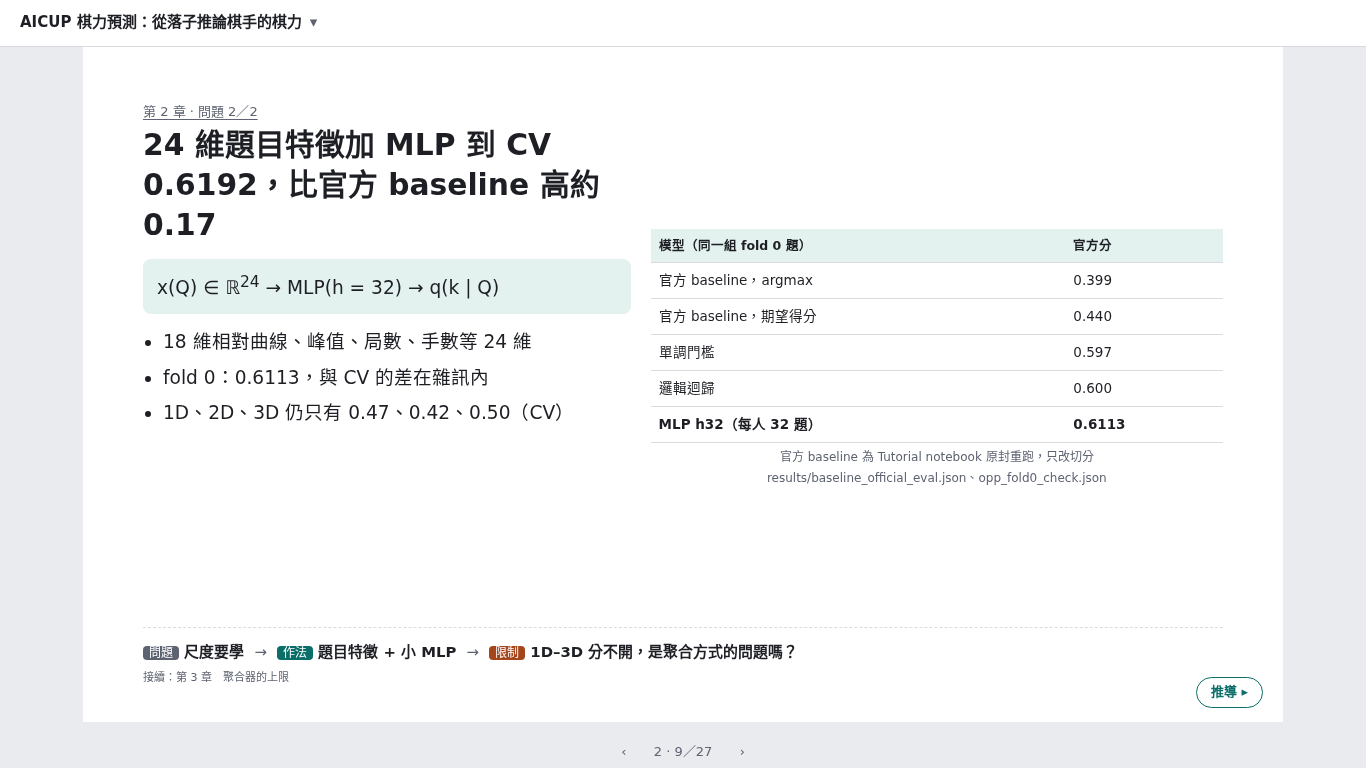 AICUP 棋力預測：從落子推論棋手的棋力 ▾
第 2 章 · 問題 2／2
24 維題目特徵加 MLP 到 CV
0.6192，比官方 baseline 高約
0.17
x(Q) ∈ ℝ²⁴ → MLP(h = 32) → q(k | Q)
• 18 維相對曲線、峰值、局數、手數等 24 維
• fold 0：0.6113，與 CV 的差在雜訊內
• 1D、2D、3D 仍只有 0.47、0.42、0.50（CV）
模型（同一組 fold 0 題） 官方分
官方 baseline，argmax 0.399
官方 baseline，期望得分 0.440
單調門檻 0.597
邏輯迴歸 0.600
MLP h32（每人 32 題） 0.6113
官方 baseline 為 Tutorial notebook 原封重跑，只改切分
results/baseline_official_eval.json、opp_fold0_check.json
問題 尺度要學 → 作法 題目特徵 + 小 MLP → 限制 1D–3D 分不開，是聚合方式的問題嗎？
接續：第 3 章　聚合器的上限
推導 ▸
‹ 2 · 9／27 ›